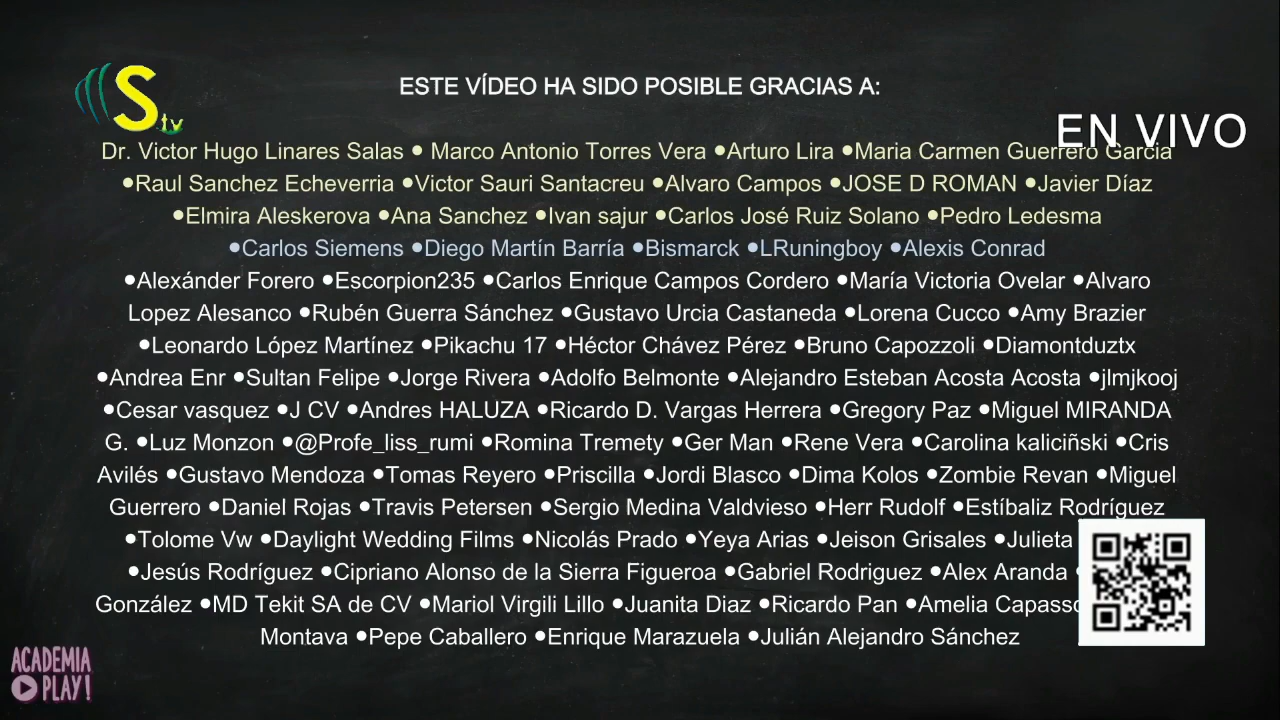 Stv
ESTE VÍDEO HA SIDO POSIBLE GRACIAS A:
EN VIVO
Dr. Victor Hugo Linares Salas ● Marco Antonio Torres Vera ●Arturo Lira ●Maria Carmen Guerrero Garcia
●Raul Sanchez Echeverria ●Victor Sauri Santacreu ●Alvaro Campos ●JOSE D ROMAN ●Javier Díaz
●Elmira Aleskerova ●Ana Sanchez ●Ivan sajur ●Carlos José Ruiz Solano ●Pedro Ledesma
●Carlos Siemens ●Diego Martín Barría ●Bismarck ●LRuningboy ●Alexis Conrad
●Alexánder Forero ●Escorpion235 ●Carlos Enrique Campos Cordero ●María Victoria Ovelar ●Alvaro
Lopez Alesanco ●Rubén Guerra Sánchez ●Gustavo Urcia Castaneda ●Lorena Cucco ●Amy Brazier
●Leonardo López Martínez ●Pikachu 17 ●Héctor Chávez Pérez ●Bruno Capozzoli ●Diamontduztx
●Andrea Enr ●Sultan Felipe ●Jorge Rivera ●Adolfo Belmonte ●Alejandro Esteban Acosta Acosta ●jlmjkooj
●Cesar vasquez ●J CV ●Andres HALUZA ●Ricardo D. Vargas Herrera ●Gregory Paz ●Miguel MIRANDA
G. ●Luz Monzon ●@Profe_liss_rumi ●Romina Tremety ●Ger Man ●Rene Vera ●Carolina kaliciñski ●Cris
Avilés ●Gustavo Mendoza ●Tomas Reyero ●Priscilla ●Jordi Blasco ●Dima Kolos ●Zombie Revan ●Miguel
Guerrero ●Daniel Rojas ●Travis Petersen ●Sergio Medina Valdvieso ●Herr Rudolf ●Estíbaliz Rodríguez
●Tolome Vw ●Daylight Wedding Films ●Nicolás Prado ●Yeya Arias ●Jeison Grisales ●Julieta
●Jesús Rodríguez ●Cipriano Alonso de la Sierra Figueroa ●Gabriel Rodriguez ●Alex Aranda ●
González ●MD Tekit SA de CV ●Mariol Virgili Lillo ●Juanita Diaz ●Ricardo Pan ●Amelia Capasso
Montava ●Pepe Caballero ●Enrique Marazuela ●Julián Alejandro Sánchez
ACADEMIA
PLAY!